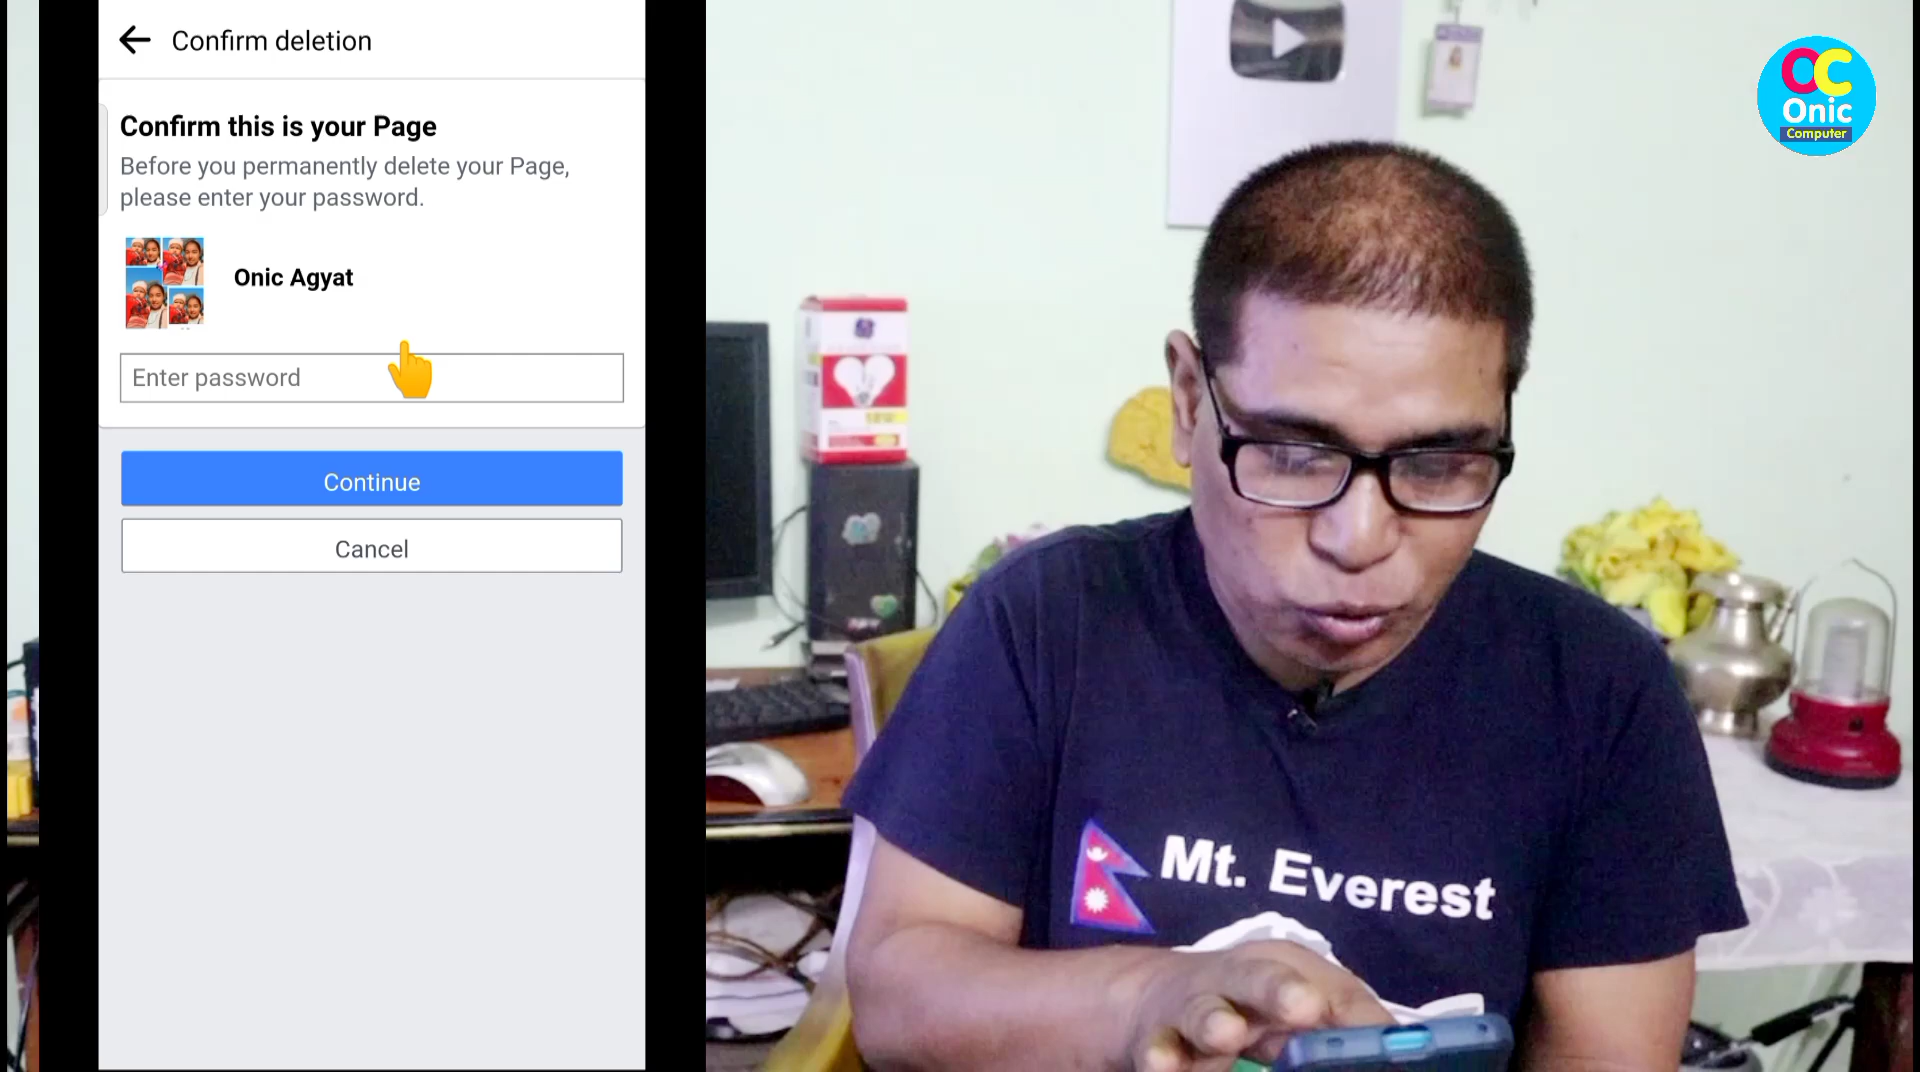 Confirm deletion
Confirm this is your Page
Before you permanently delete your Page,
please enter your password.
Onic Agyat
Enter password
Continue
Cancel
OC
Onic
Computer
Mt. Everest